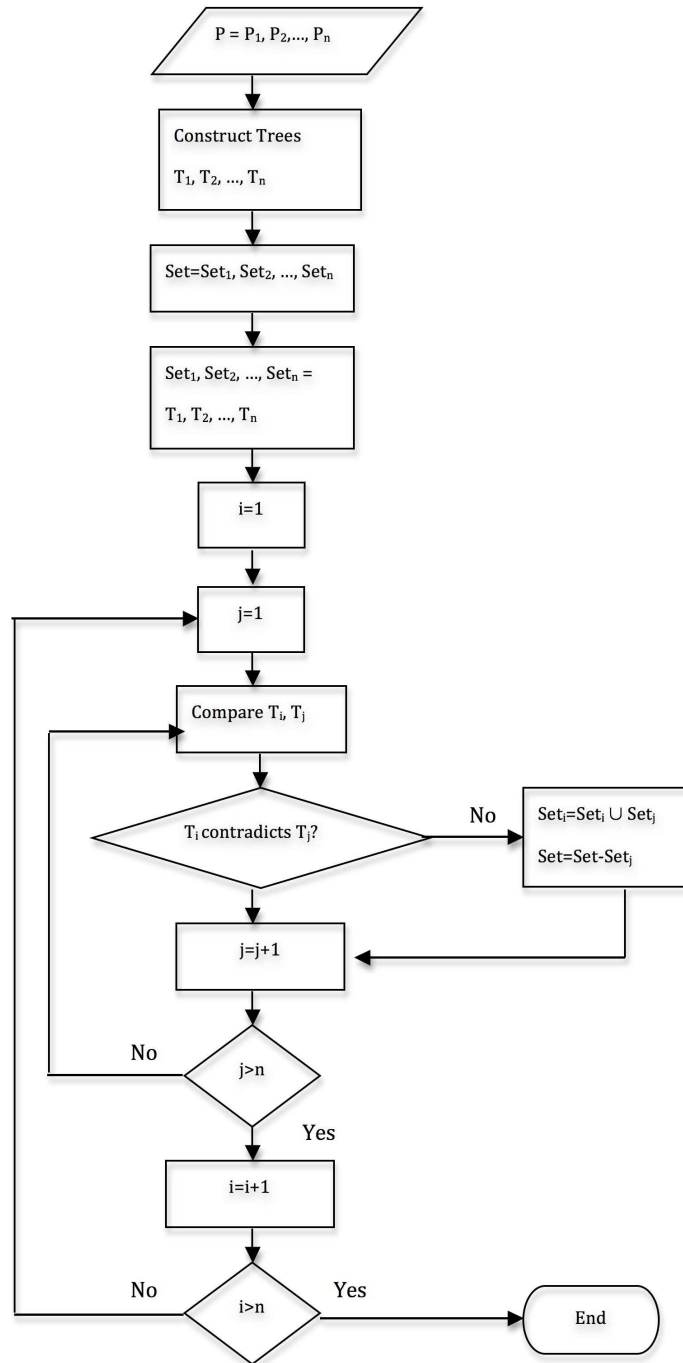 P = P₁, P₂,..., Pₙ
Construct Trees
T₁, T₂, ..., Tₙ
Set=Set₁, Set₂, ..., Setₙ
Set₁, Set₂, ..., Setₙ =
T₁, T₂, ..., Tₙ
i=1
j=1
Compare Tᵢ, Tⱼ
Tᵢ contradicts Tⱼ?
No
Setᵢ=Setᵢ ∪ Setⱼ
Set=Set-Setⱼ
j=j+1
No
j>n
Yes
i=i+1
No
i>n
Yes
End